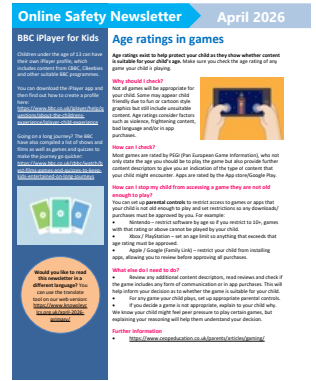 Online Safety Newsletter
April 2026
BBC iPlayer for Kids
Children under the age of 13 can have
their own iPlayer profile, which
includes content from CBBC, CBeebies
and other suitable BBC programmes.
You can download the iPlayer app and
then find out how to create a profile
here:
Going on a long journey? The BBC
have also compiled a list of shows and
films as well as games and quizzes to
make the journey go quicker:
Would you like to read
this newsletter in a
different language? You
can use the translate
tool on our web version:
Age ratings in games
Age ratings exist to help protect your child as they show whether content
is suitable for your child's age. Make sure you check the age rating of any
game your child is playing.
Why should I check?
Not all games will be appropriate for
your child. Some may appear child
friendly due to fun or cartoon style
graphics but still include unsuitable
content. Age ratings consider factors
such as violence, frightening content,
bad language and/or in app
purchases.
How can I check?
Most games are rated by PEGI (Pan European Game Information), who not
only state the age you should be to play the game but also provide further
content descriptors to give you an indication of the type of content that
your child might encounter. Apps are rated by the App store/Google Play.
How can I stop my child from accessing a game they are not old
enough to play?
You can set up parental controls to restrict access to games or apps that
your child is not old enough to play and set restrictions so any downloads/
purchases must be approved by you. For example:
• Nintendo – restrict software by age so if you restrict to 10+, games
with that rating or above cannot be played by your child.
• Xbox / PlayStation – set an age limit so anything that exceeds that
age rating must be approved.
• Apple / Google (Family Link) – restrict your child from installing
apps, allowing you to review before approving all purchases.
What else do I need to do?
• Review any additional content descriptors, read reviews and check if
the game includes any form of communication or in app purchases. This will
help inform your decision as to whether the game is suitable for your child.
• For any game your child plays, set up appropriate parental controls.
• If you decide a game is not appropriate, explain to your child why.
We know your child might feel peer pressure to play certain games, but
explaining your reasoning will help them understand your decision.
Further information
• https://www.ceopeducation.co.uk/parents/articles/gaming/